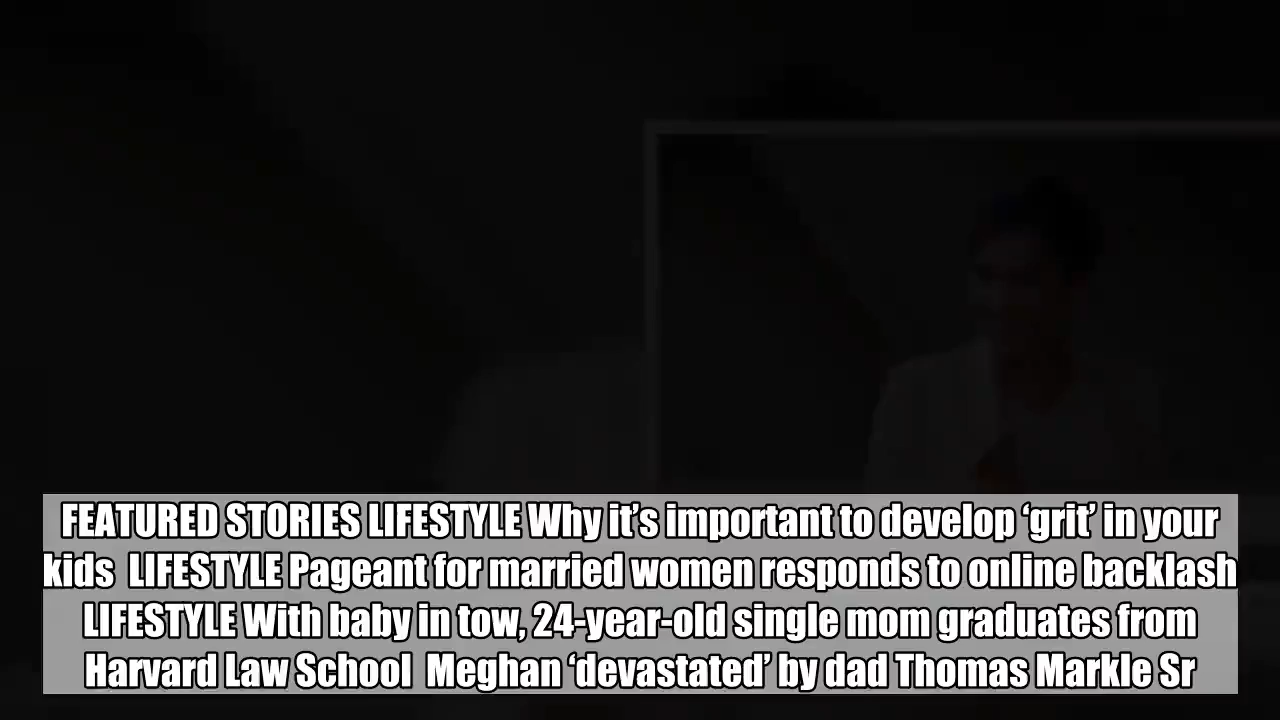 FEATURED STORIES LIFESTYLE Why it’s important to develop ‘grit’ in your
kids  LIFESTYLE Pageant for married women responds to online backlash
LIFESTYLE With baby in tow, 24-year-old single mom graduates from
Harvard Law School  Meghan ‘devastated’ by dad Thomas Markle Sr